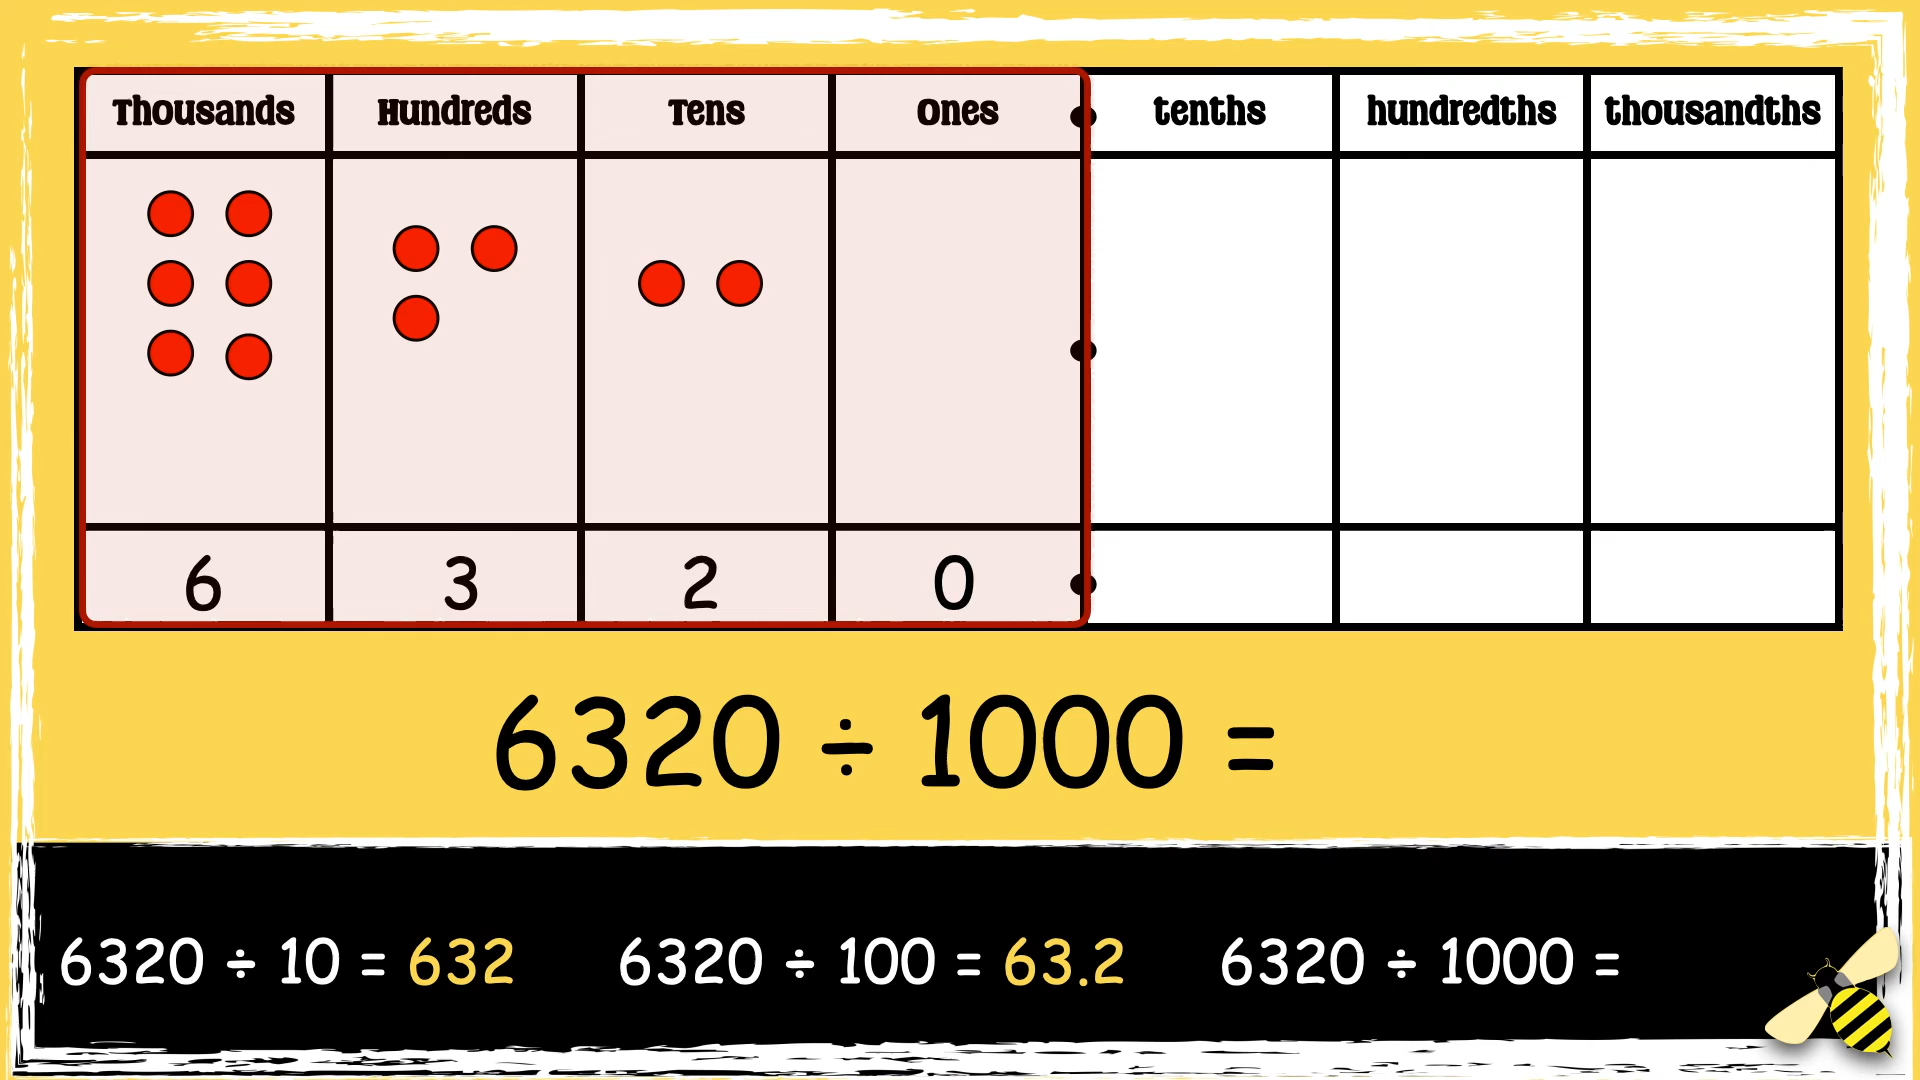 Thousands Hundreds Tens Ones tenths hundredths thousandths
6 3 2 0
6320 ÷ 1000 =
6320 ÷ 10 = 632 6320 ÷ 100 = 63.2 6320 ÷ 1000 =